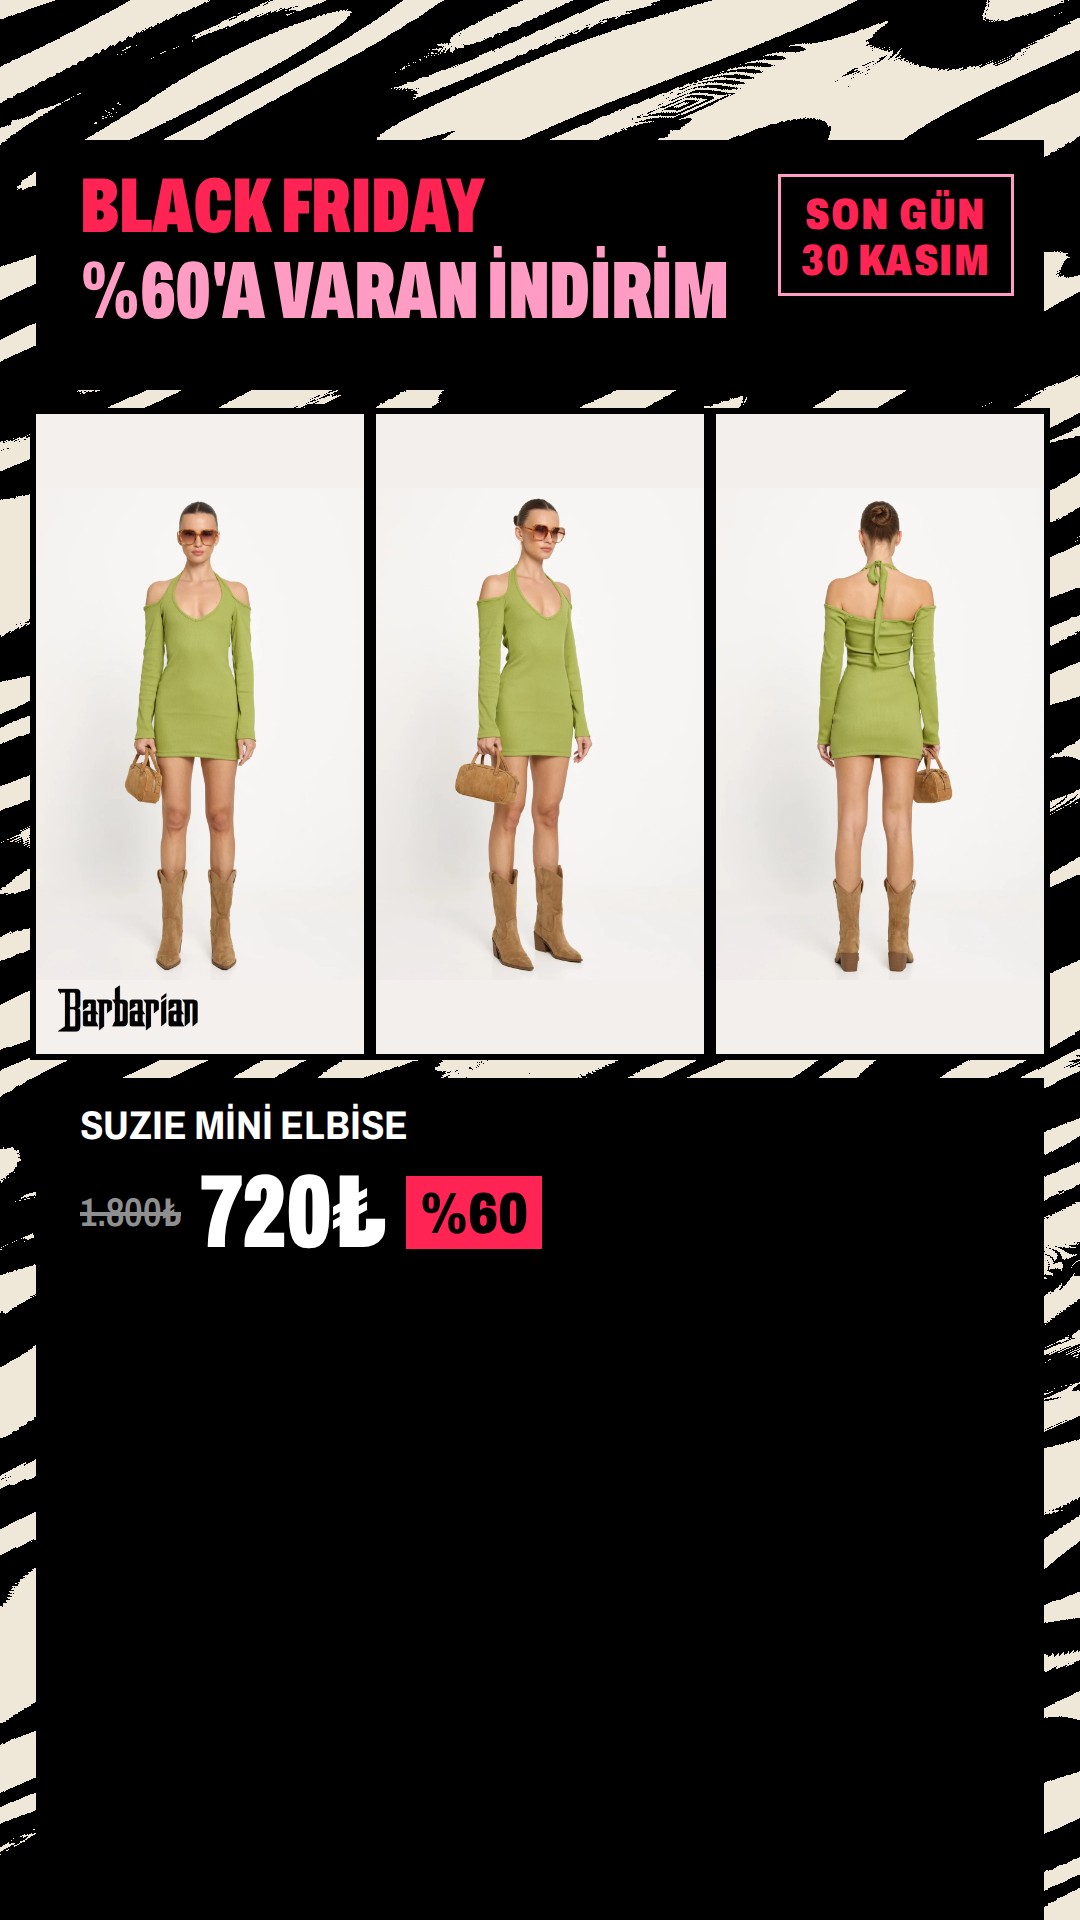 BLACK FRIDAY
%60'A VARAN İNDİRİM
SON GÜN
30 KASIM
Barbarian
SUZIE MİNİ ELBİSE
1.800₺ 720₺ %60